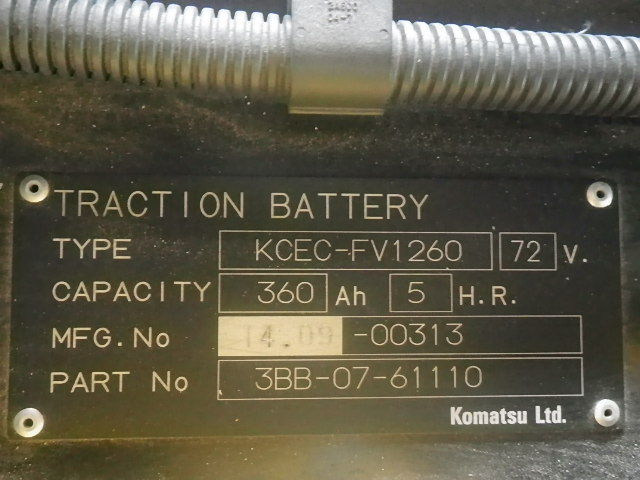 TRACTION BATTERY
TYPE KCEC-FV1260 72 V.
CAPACITY 360 Ah 5 H.R.
MFG.No 14.09 -00313
PART No 3BB-07-61110
Komatsu Ltd.